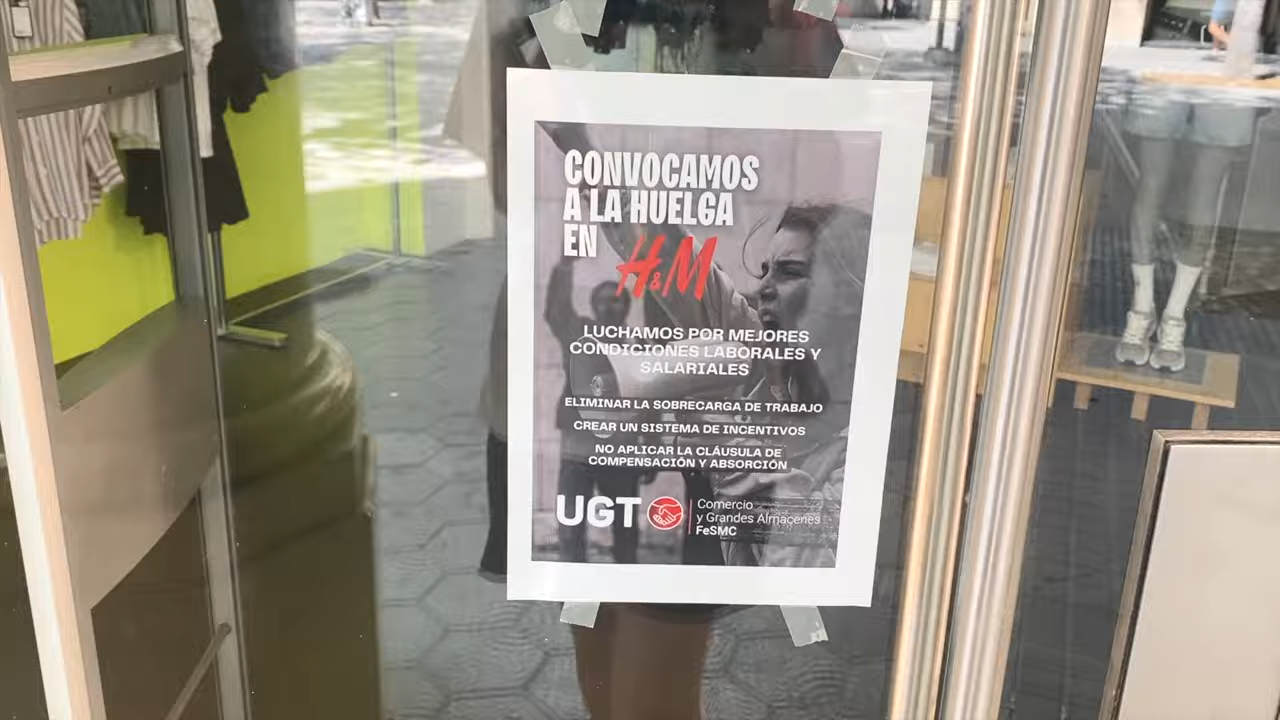 CONVOCAMOS
A LA HUELGA
EN H&M
LUCHAMOS POR MEJORES
CONDICIONES LABORALES Y
SALARIALES
ELIMINAR LA SOBRECARGA DE TRABAJO
CREAR UN SISTEMA DE INCENTIVOS
NO APLICAR LA CLÁUSULA DE
COMPENSACIÓN Y ABSORCIÓN
UGT
Comercio
y Grandes Almacenes
FeSMC